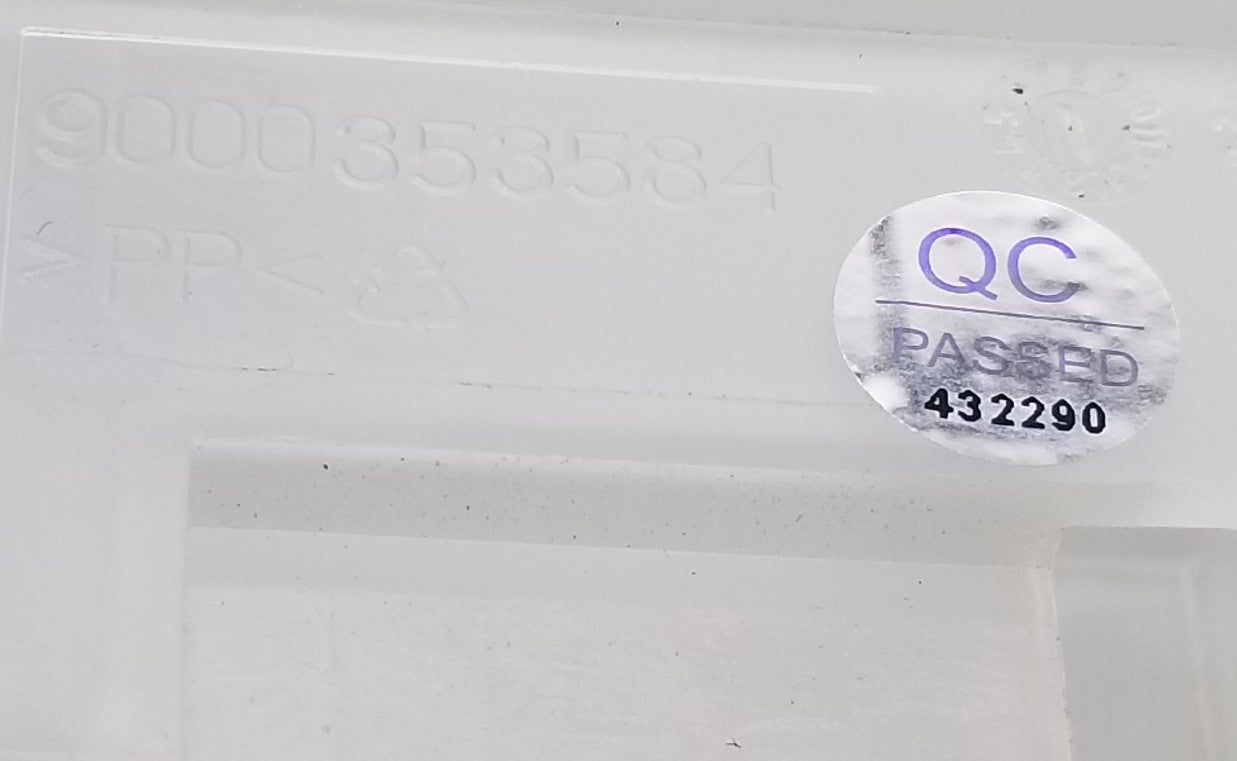 9000353584
>PP<
QC
PASSED
432290